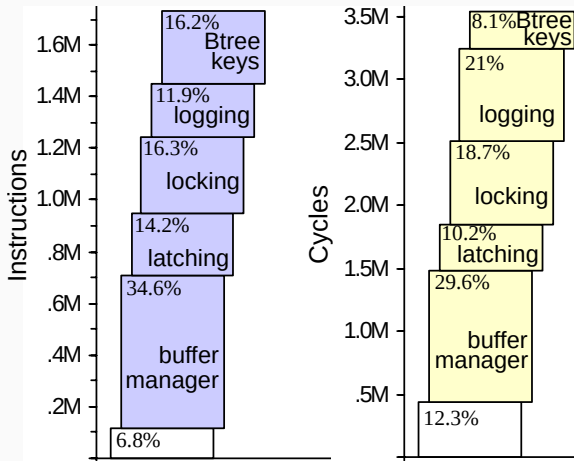 Instructions
1.6M
1.4M
1.2M
1.0M
.8M
.6M
.4M
.2M
16.2%
Btree
keys
11.9%
logging
16.3%
locking
14.2%
latching
34.6%
buffer
manager
6.8%
Cycles
3.5M
3.0M
2.5M
2.0M
1.5M
1.0M
.5M
8.1% Btree
keys
21%
logging
18.7%
locking
10.2%
latching
29.6%
buffer
manager
12.3%